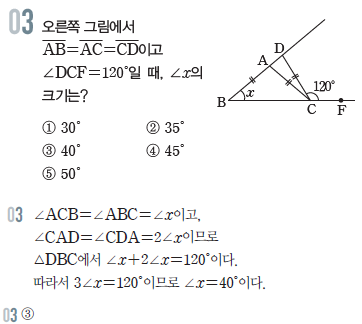 03 오른쪽 그림에서
AB=AC=CD이고
∠DCF=120°일 때, ∠x의
크기는?
① 30° ② 35°
③ 40° ④ 45°
⑤ 50°
D
A
120°
x
B C F
03 ∠ACB=∠ABC=∠x이고,
∠CAD=∠CDA=2∠x이므로
△DBC에서 ∠x+2∠x=120°이다.
따라서 3∠x=120°이므로 ∠x=40°이다.
03 ③